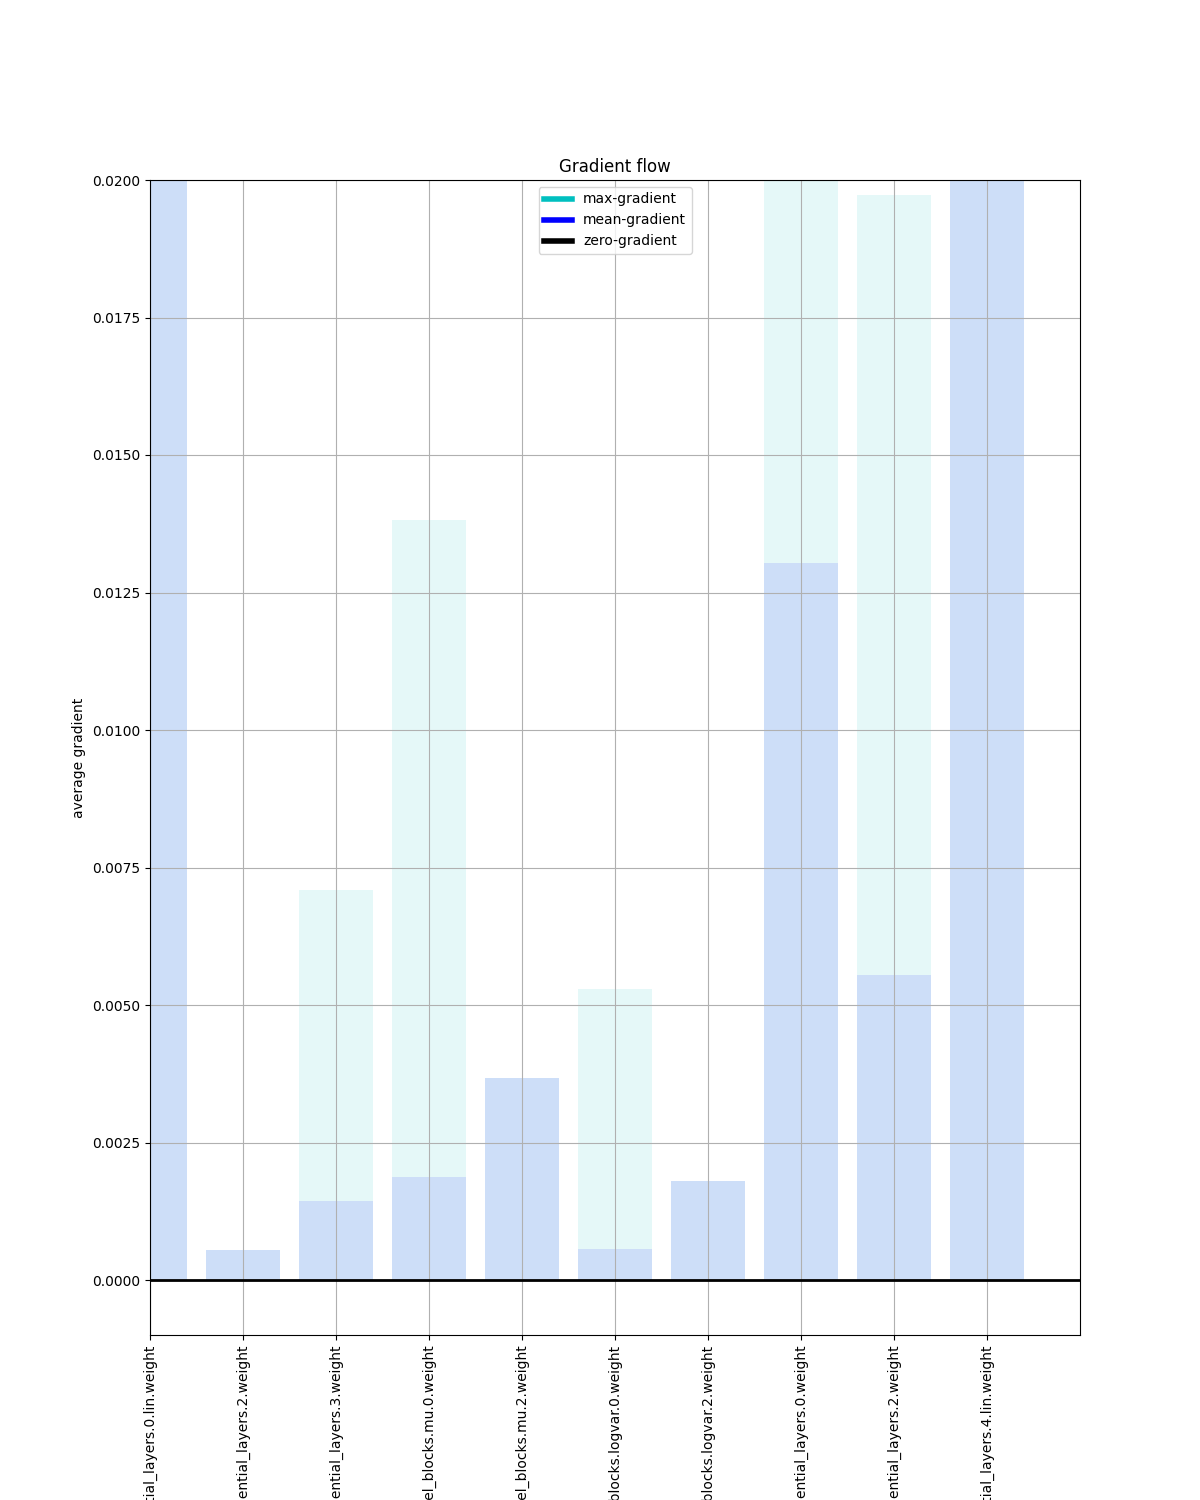 Gradient flow
max-gradient
mean-gradient
zero-gradient
0.0200
0.0175
0.0150
0.0125
0.0100
0.0075
0.0050
0.0025
0.0000
average gradient
tial_layers.0.lin.weight
ential_layers.2.weight
ential_layers.3.weight
el_blocks.mu.0.weight
el_blocks.mu.2.weight
blocks.logvar.0.weight
blocks.logvar.2.weight
ential_layers.0.weight
ential_layers.2.weight
tial_layers.4.lin.weight